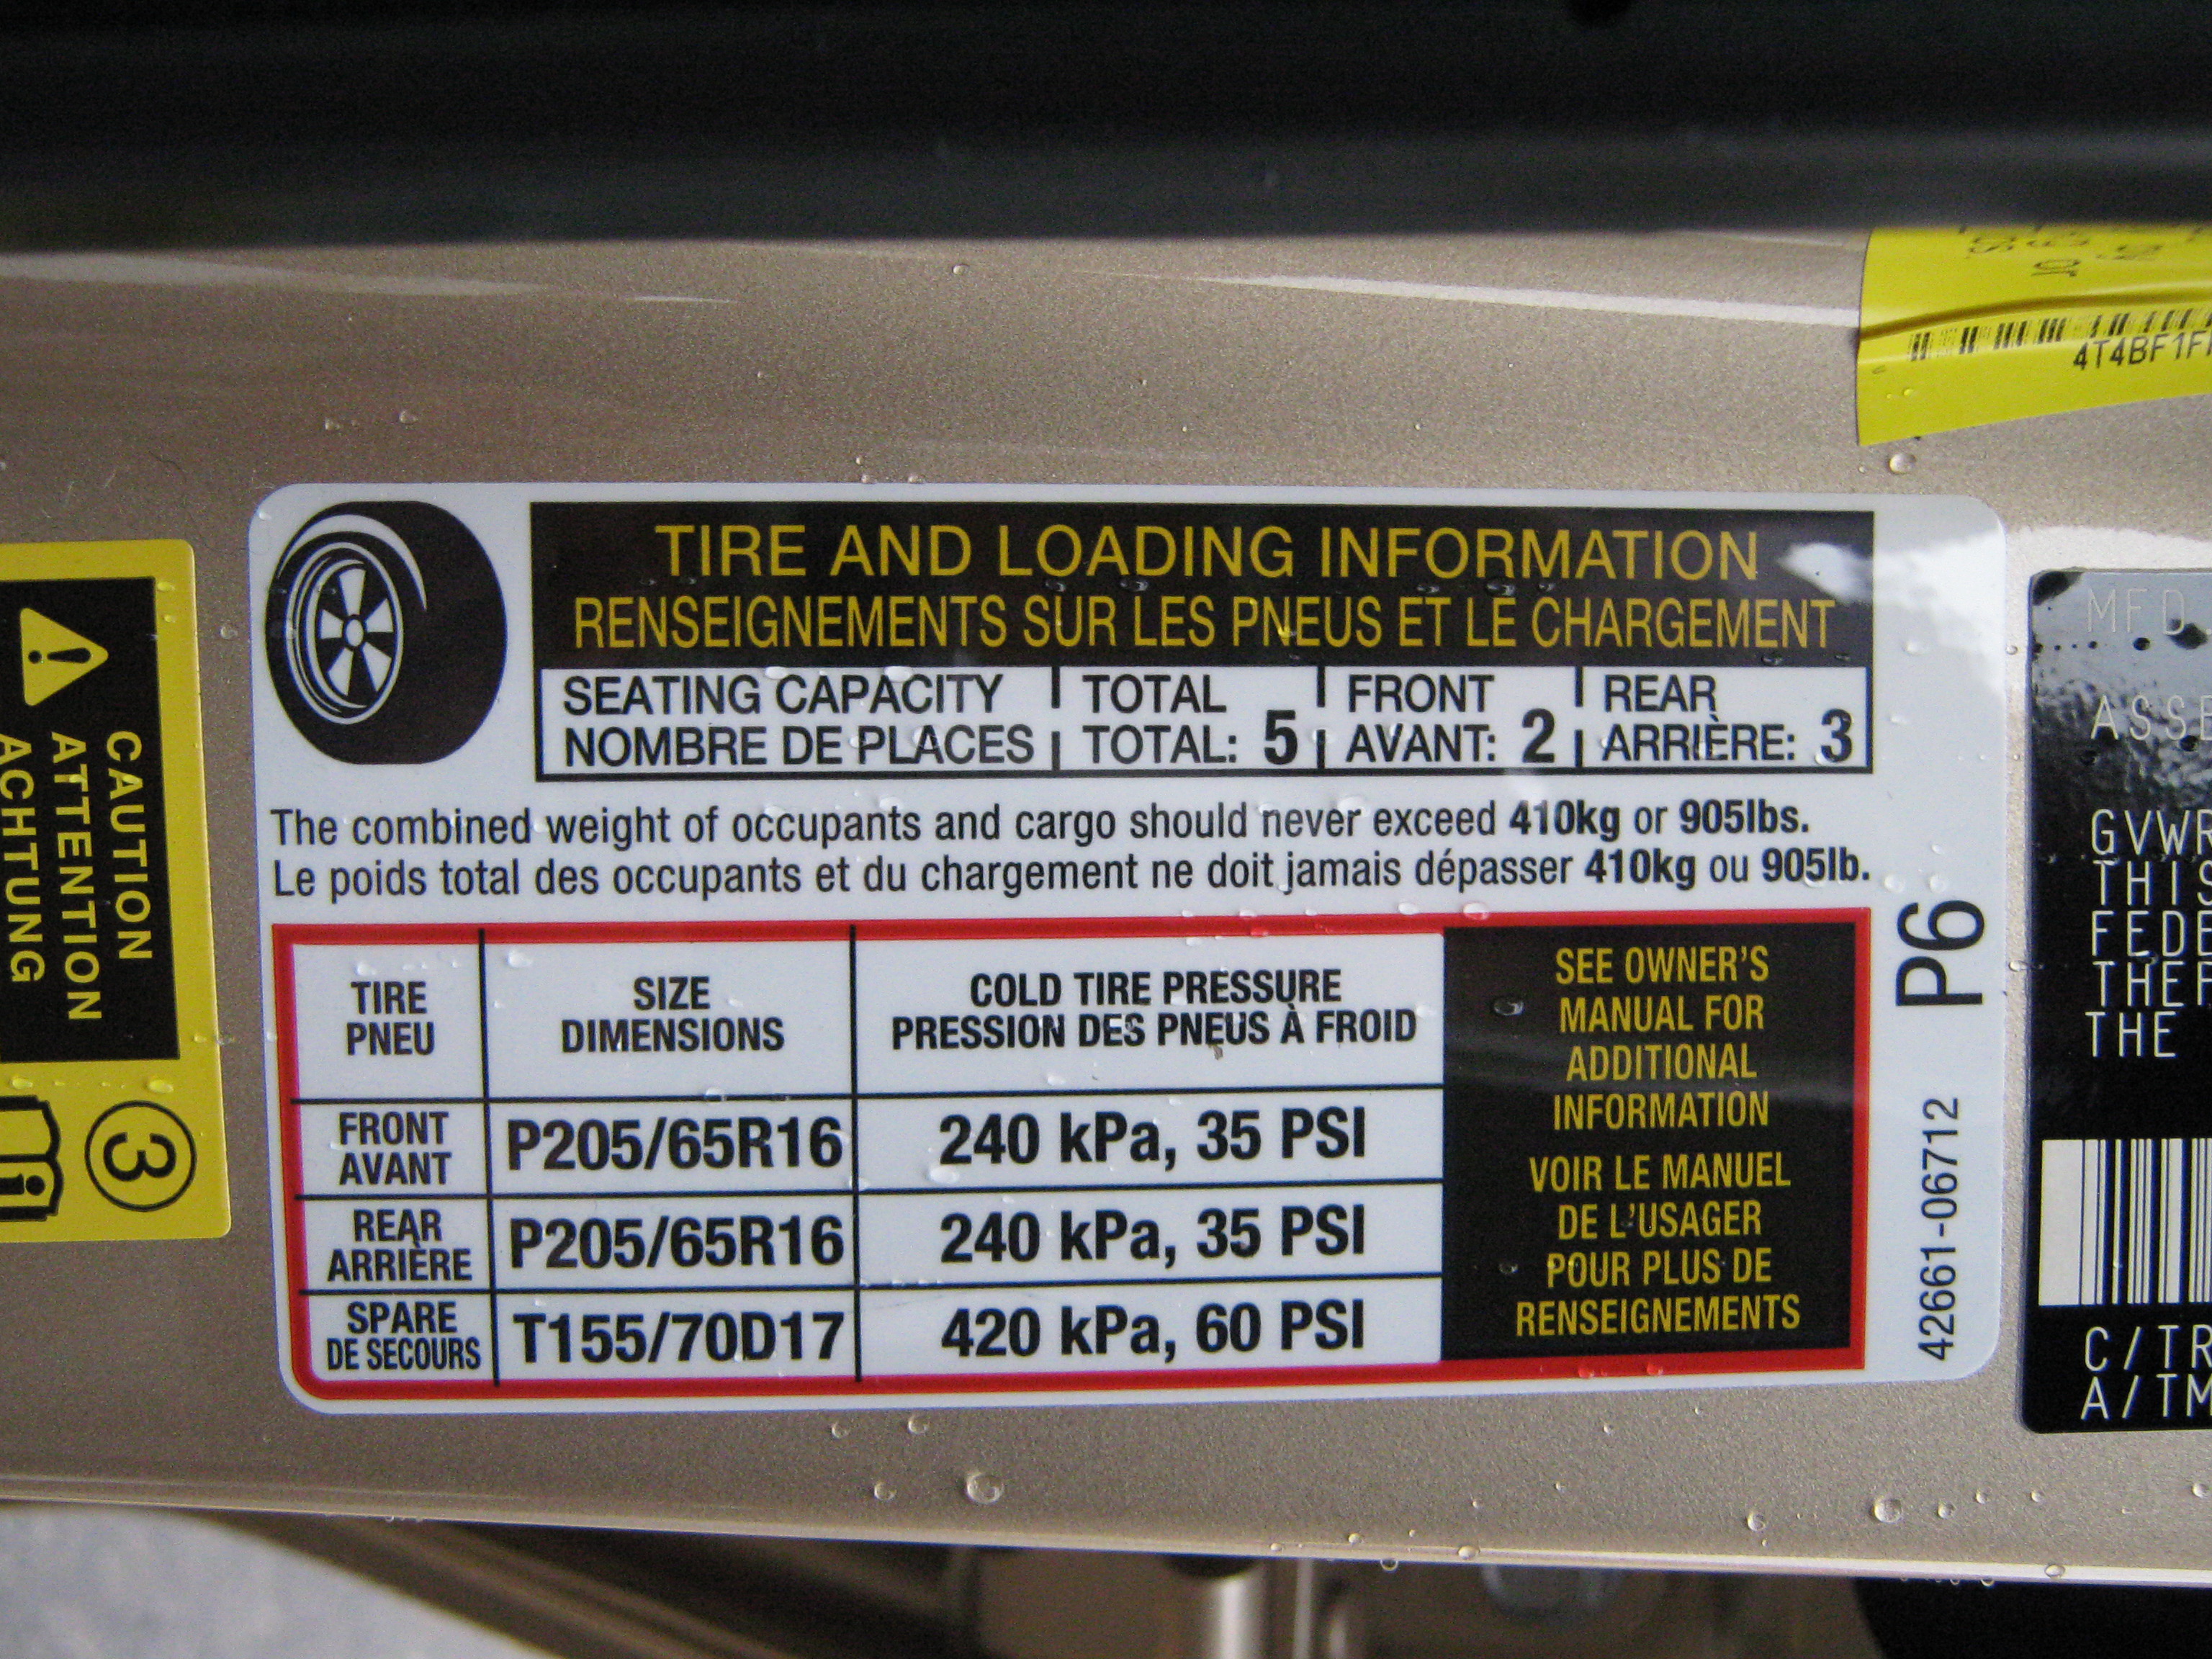 4T4BF1F
CAUTION
ATTENTION
ACHTUNG
3
TIRE AND LOADING INFORMATION
RENSEIGNEMENTS SUR LES PNEUS ET LE CHARGEMENT
SEATING CAPACITY TOTAL FRONT REAR
NOMBRE DE PLACES TOTAL: 5 AVANT: 2 ARRIÈRE: 3
The combined weight of occupants and cargo should never exceed 410kg or 905lbs.
Le poids total des occupants et du chargement ne doit jamais dépasser 410kg ou 905lb.
TIRE SIZE COLD TIRE PRESSURE
PNEU DIMENSIONS PRESSION DES PNEUS À FROID
FRONT
AVANT P205/65R16 240 kPa, 35 PSI
REAR
ARRIÈRE P205/65R16 240 kPa, 35 PSI
SPARE
DE SECOURS T155/70D17 420 kPa, 60 PSI
SEE OWNER'S
MANUAL FOR
ADDITIONAL
INFORMATION
VOIR LE MANUEL
DE L'USAGER
POUR PLUS DE
RENSEIGNEMENTS
P6
42661-06712
MFD
ASSE
GVWR
THIS
FEDE
THEF
THE
C/TR
A/TM